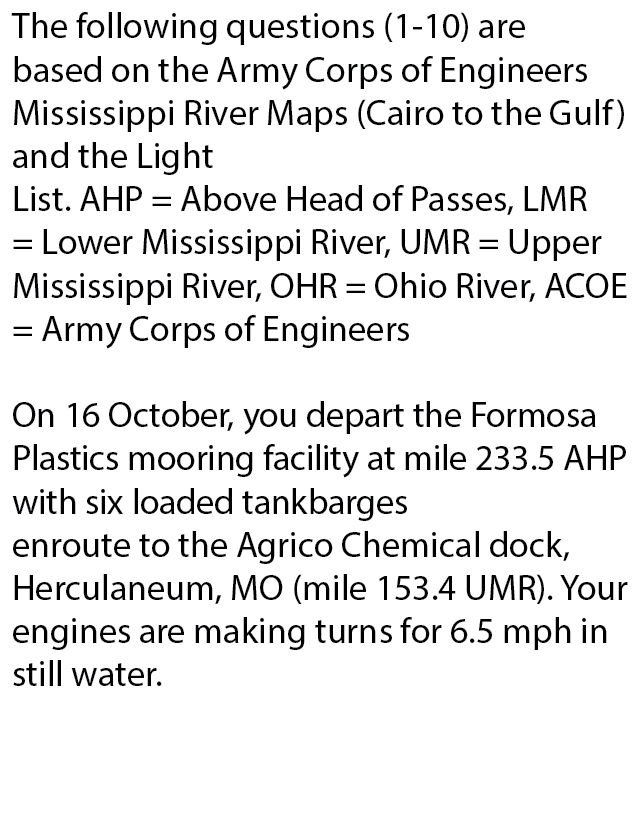 The following questions (1-10) are
based on the Army Corps of Engineers
Mississippi River Maps (Cairo to the Gulf)
and the Light
List. AHP = Above Head of Passes, LMR
= Lower Mississippi River, UMR = Upper
Mississippi River, OHR = Ohio River, ACOE
= Army Corps of Engineers
On 16 October, you depart the Formosa
Plastics mooring facility at mile 233.5 AHP
with six loaded tankbarges
enroute to the Agrico Chemical dock,
Herculaneum, MO (mile 153.4 UMR). Your
engines are making turns for 6.5 mph in
still water.